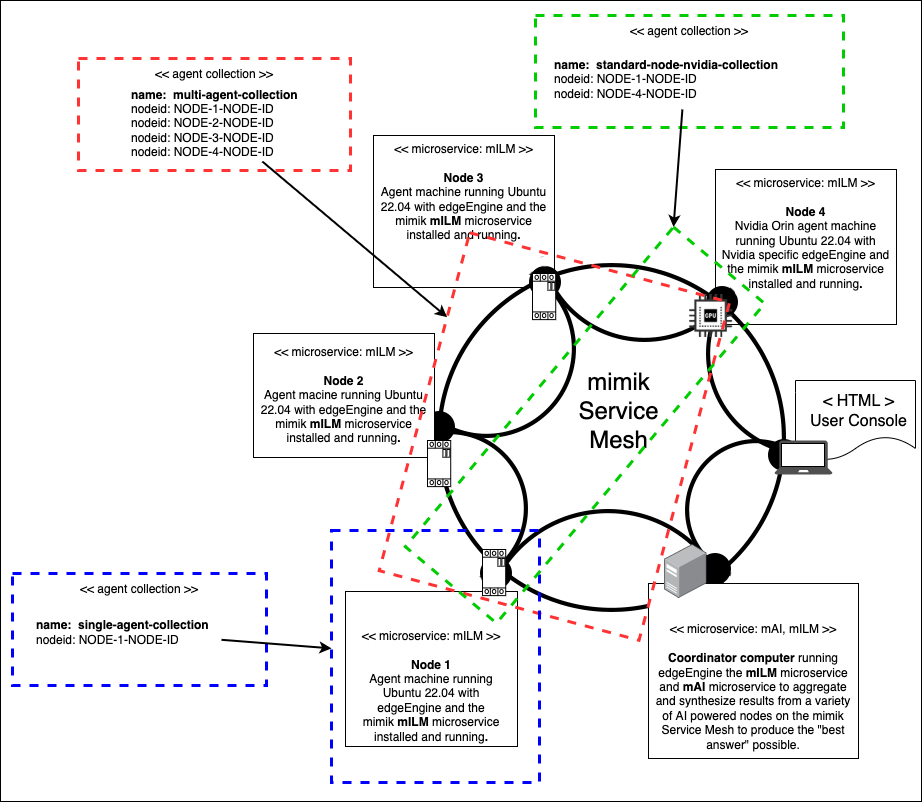 << agent collection >>
name:  standard-node-nvidia-collection
nodeid: NODE-1-NODE-ID
nodeid: NODE-4-NODE-ID
<< agent collection >>
name:  multi-agent-collection
nodeid: NODE-1-NODE-ID
nodeid: NODE-2-NODE-ID
nodeid: NODE-3-NODE-ID
nodeid: NODE-4-NODE-ID
<< microservice: mILM >>
Node 3
Agent machine running Ubuntu
22.04 with edgeEngine and the
mimik mILM microservice
installed and running.
<< microservice: mILM >>
Node 4
Nvidia Orin agent machine
running Ubuntu 22.04 with
Nvidia specific edgeEngine and
the mimik mILM microservice
installed and running.
CPU
<< microservice: mILM >>
Node 2
Agent macine running Ubuntu
22.04 with edgeEngine and the
mimik mILM microservice
installed and running.
mimik
Service
Mesh
< HTML >
User Console
<< agent collection >>
name:  single-agent-collection
nodeid: NODE-1-NODE-ID
<< microservice: mILM >>
Node 1
Agent machine running
Ubuntu 22.04 with
edgeEngine and the
mimik mILM microservice
installed and running.
<< microservice: mAI, mILM >>
Coordinator computer running
edgeEngine the mILM microservice
and mAI microservice to aggregate
and synthesize results from a variety
of AI powered nodes on the mimik
Service Mesh to produce the "best
answer" possible.